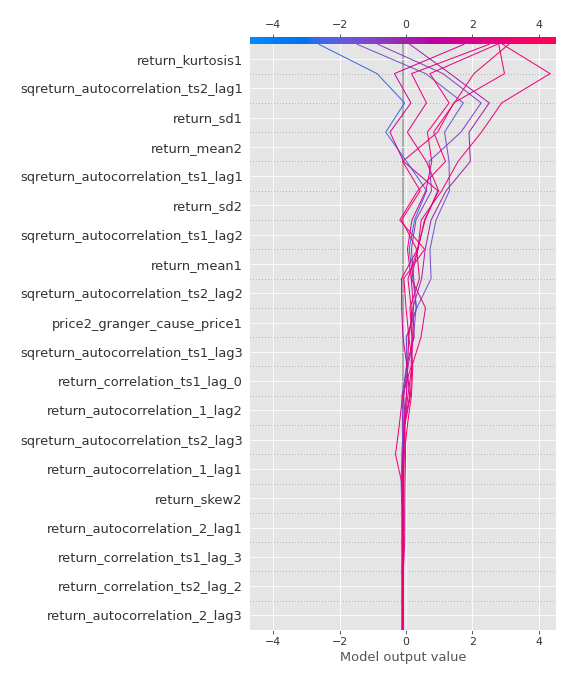 −4 −2 0 2 4
return_kurtosis1
sqreturn_autocorrelation_ts2_lag1
return_sd1
return_mean2
sqreturn_autocorrelation_ts1_lag1
return_sd2
sqreturn_autocorrelation_ts1_lag2
return_mean1
sqreturn_autocorrelation_ts2_lag2
price2_granger_cause_price1
sqreturn_autocorrelation_ts1_lag3
return_correlation_ts1_lag_0
return_autocorrelation_1_lag2
sqreturn_autocorrelation_ts2_lag3
return_autocorrelation_1_lag1
return_skew2
return_autocorrelation_2_lag1
return_correlation_ts1_lag_3
return_correlation_ts2_lag_2
return_autocorrelation_2_lag3
−4 −2 0 2 4
Model output value